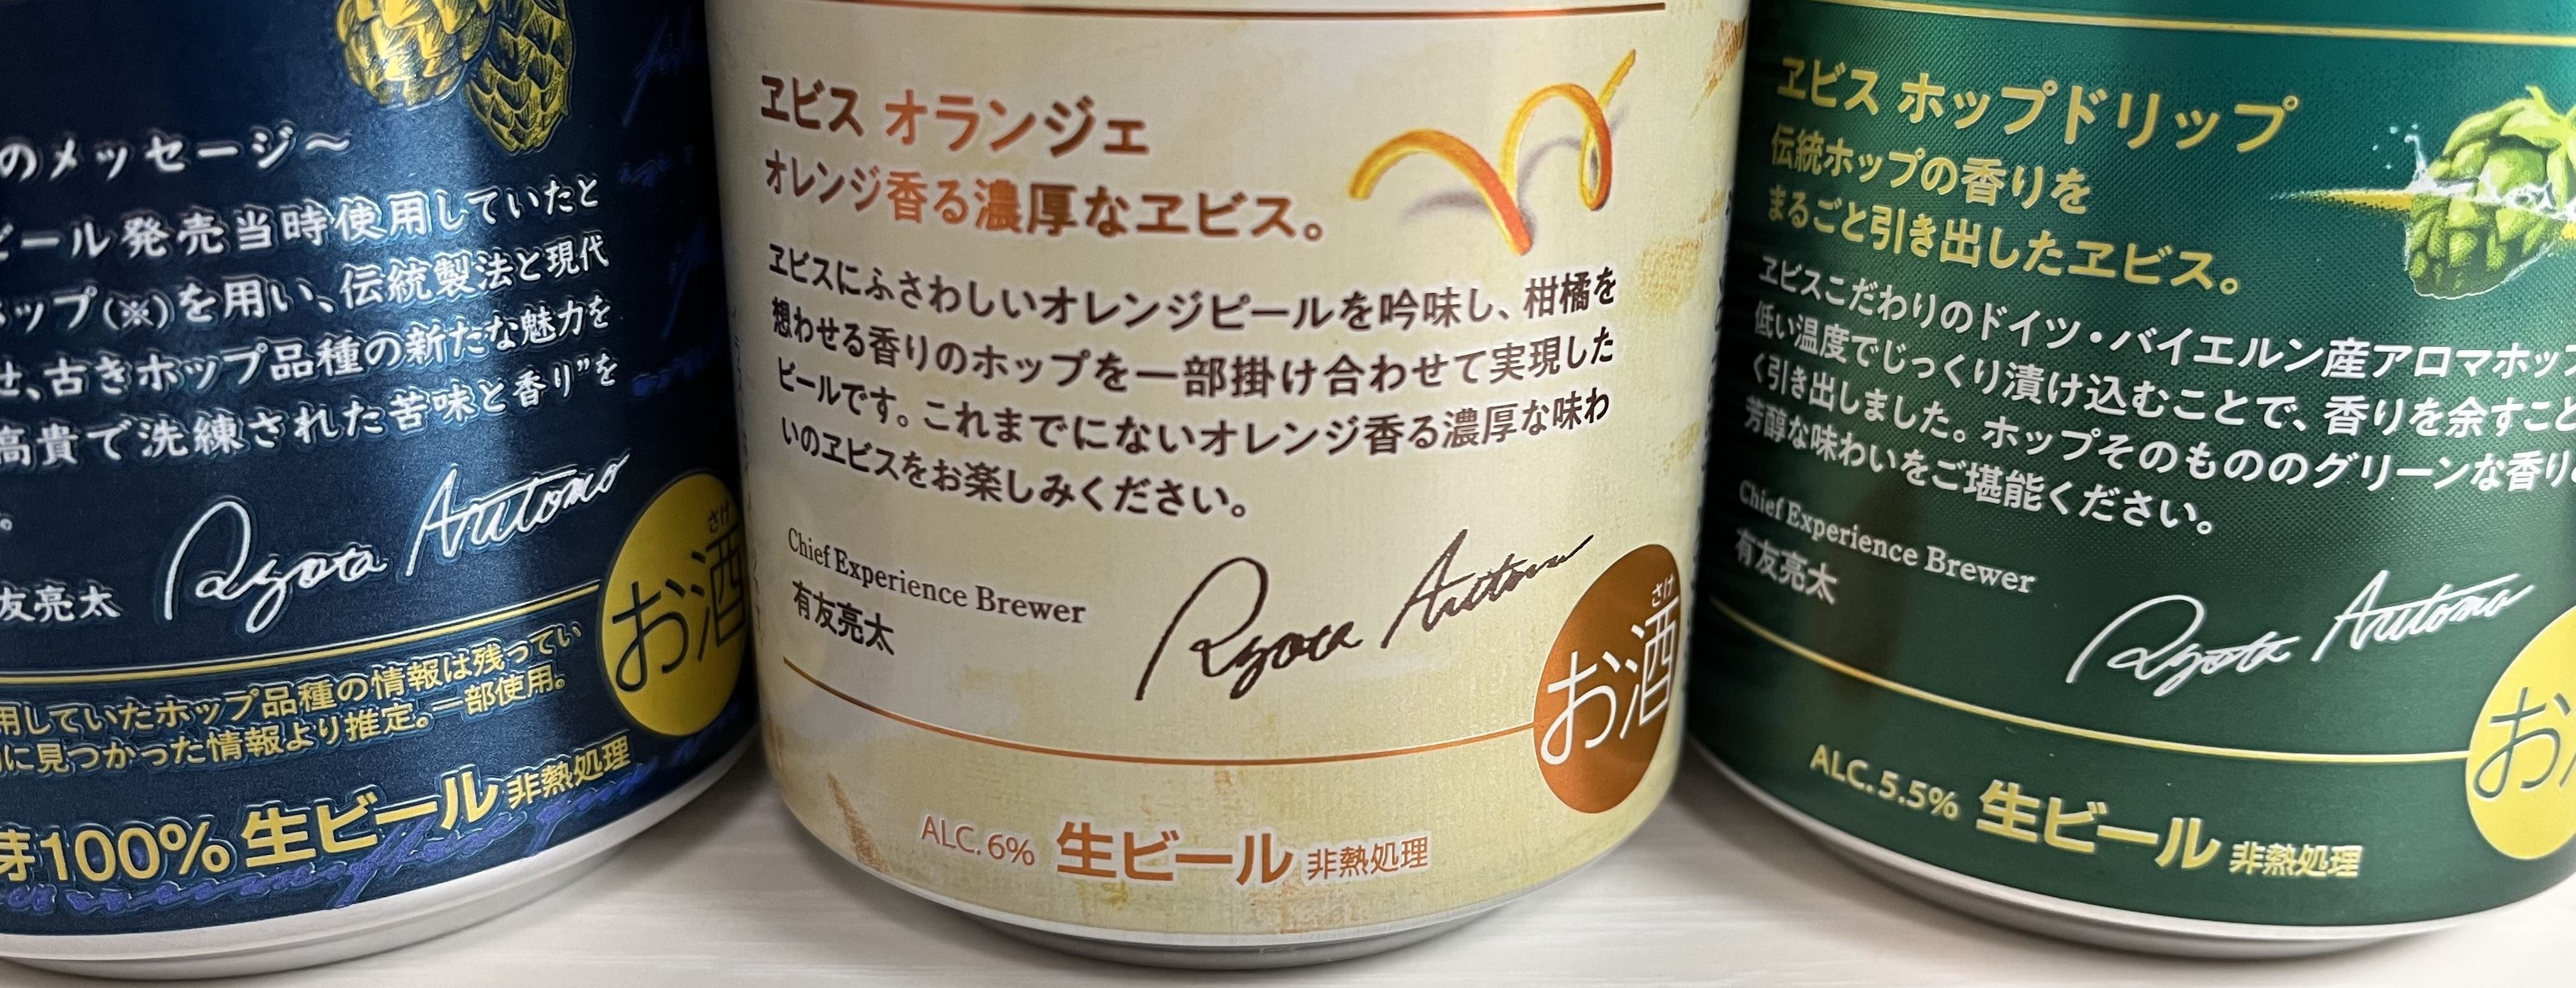 のメッセージ～
ビール発売当時使用していたと
ホップ(※)を用い、伝統製法と現代
せ、古きホップ品種の新たな魅力を
高貴で洗練された苦味と香り”を
。
友亮太
Ryota Aritomo
さけ
お酒
用していたホップ品種の情報は残ってい
に見つかった情報より推定。一部使用。
芽100% 生ビール 非熱処理
ヱビス オランジェ
オレンジ香る濃厚なヱビス。
ヱビスにふさわしいオレンジピールを吟味し、柑橘を
想わせる香りのホップを一部掛け合わせて実現した
ビールです。これまでにないオレンジ香る濃厚な味わ
いのヱビスをお楽しみください。
Chief Experience Brewer
有友亮太
Ryota Aritomo
さけ
お酒
ALC. 6% 生ビール 非熱処理
ヱビス ホップドリップ
伝統ホップの香りを
まるごと引き出したヱビス。
ヱビスこだわりのドイツ・バイエルン産アロマホップ
低い温度でじっくり漬け込むことで、香りを余すこと
く引き出しました。ホップそのもののグリーンな香り
芳醇な味わいをご堪能ください。
Chief Experience Brewer
有友亮太
Ryota Aritomo
お
ALC. 5.5% 生ビール 非熱処理